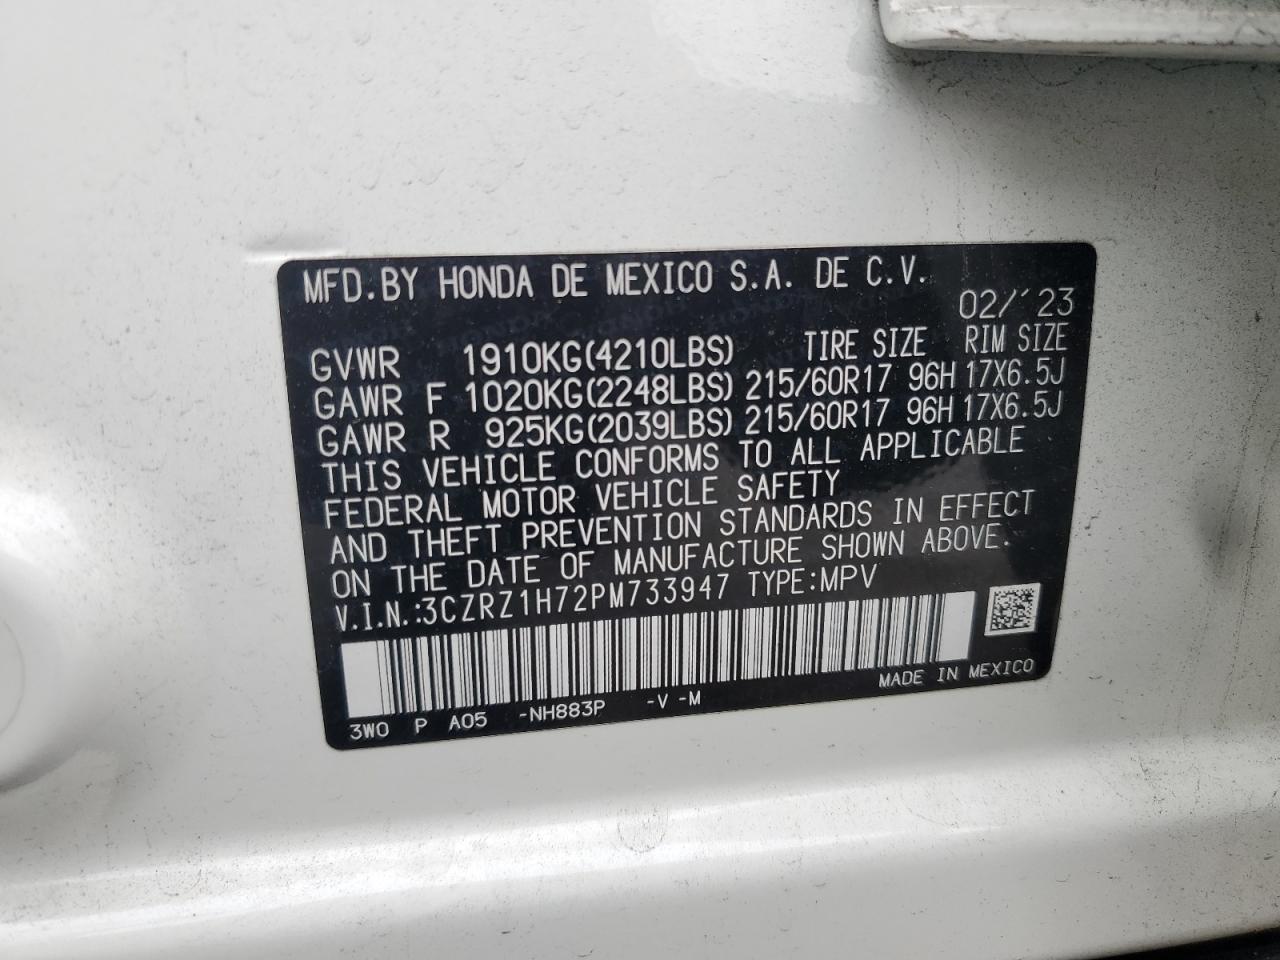 MFD.BY HONDA DE MEXICO S.A. DE C.V.
02/´23
GVWR 1910KG(4210LBS) TIRE SIZE RIM SIZE
GAWR F 1020KG(2248LBS) 215/60R17 96H 17X6.5J
GAWR R 925KG(2039LBS) 215/60R17 96H 17X6.5J
THIS VEHICLE CONFORMS TO ALL APPLICABLE
FEDERAL MOTOR VEHICLE SAFETY
AND THEFT PREVENTION STANDARDS IN EFFECT
ON THE DATE OF MANUFACTURE SHOWN ABOVE.
V.I.N.:3CZRZ1H72PM733947 TYPE:MPV
MADE IN MEXICO
3W0 P A05 -NH883P -V -M